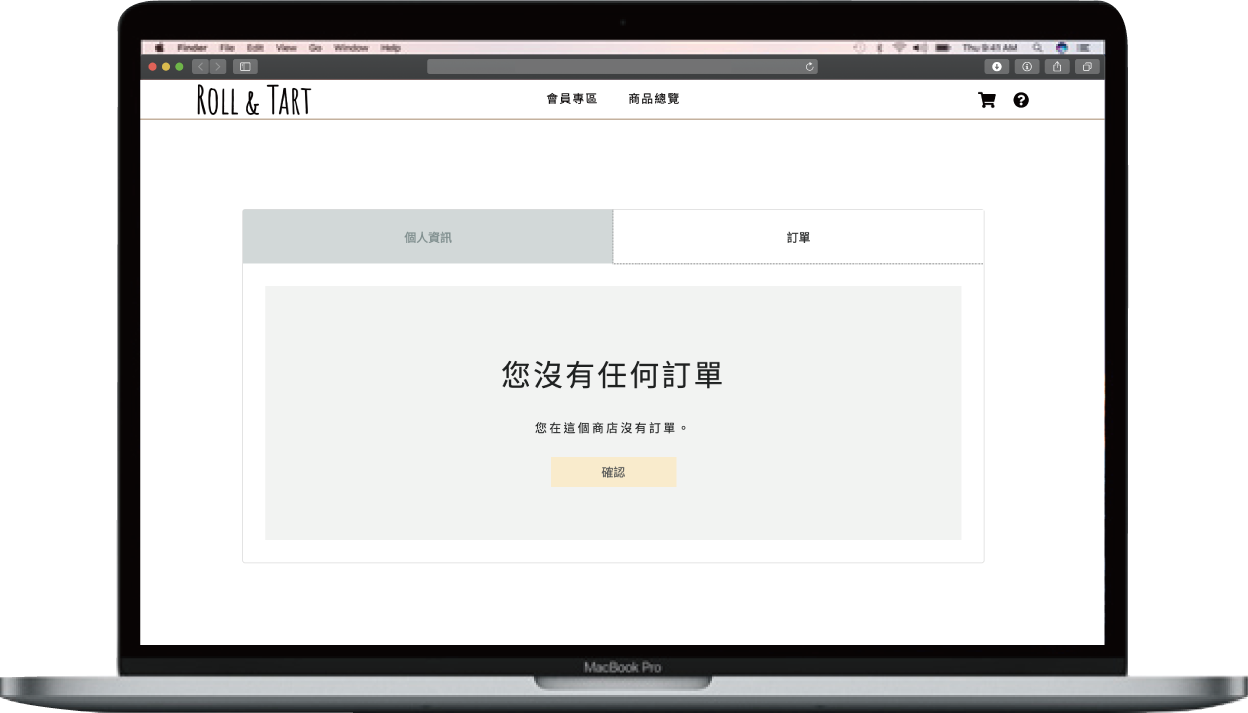 Finder File Edit View Go Window Help Thu 9:41 AM
ROLL & TART 會員專區 商品總覽
個人資訊 訂單
您沒有任何訂單
您在這個商店沒有訂單。
確認
MacBook Pro